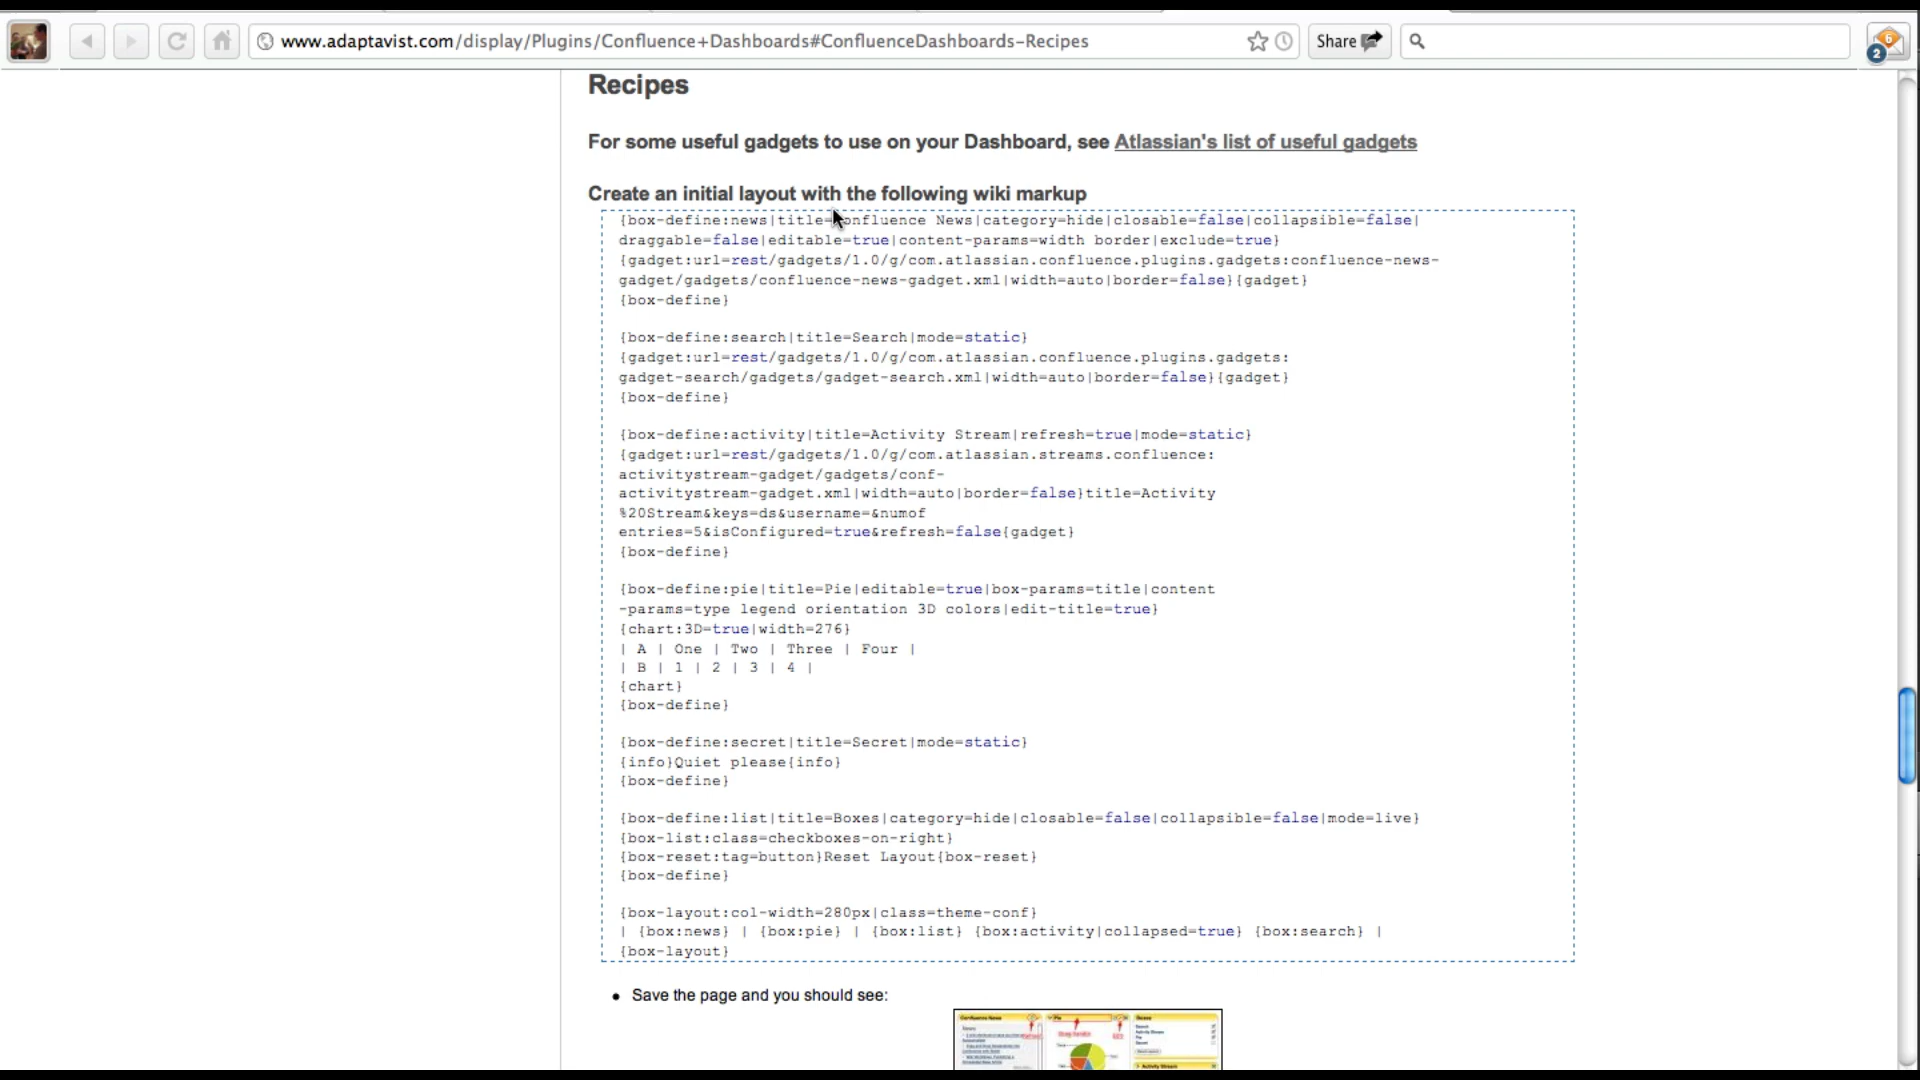 www.adaptavist.com/display/Plugins/Confluence+Dashboards#ConfluenceDashboards-Recipes
Share
6
2
Recipes
For some useful gadgets to use on your Dashboard, see Atlassian's list of useful gadgets
Create an initial layout with the following wiki markup
{box-define:news|title=Confluence News|category=hide|closable=false|collapsible=false|
draggable=false|editable=true|content-params=width border|exclude=true}
{gadget:url=rest/gadgets/1.0/g/com.atlassian.confluence.plugins.gadgets:confluence-news-
gadget/gadgets/confluence-news-gadget.xml|width=auto|border=false}{gadget}
{box-define}
{box-define:search|title=Search|mode=static}
{gadget:url=rest/gadgets/1.0/g/com.atlassian.confluence.plugins.gadgets:
gadget-search/gadgets/gadget-search.xml|width=auto|border=false}{gadget}
{box-define}
{box-define:activity|title=Activity Stream|refresh=true|mode=static}
{gadget:url=rest/gadgets/1.0/g/com.atlassian.streams.confluence:
activitystream-gadget/gadgets/conf-
activitystream-gadget.xml|width=auto|border=false}title=Activity
%20Stream&keys=ds&username=&numof
entries=5&isConfigured=true&refresh=false{gadget}
{box-define}
{box-define:pie|title=Pie|editable=true|box-params=title|content
-params=type legend orientation 3D colors|edit-title=true}
{chart:3D=true|width=276}
| A | One | Two | Three | Four |
| B | 1 | 2 | 3 | 4 |
{chart}
{box-define}
{box-define:secret|title=Secret|mode=static}
{info}Quiet please{info}
{box-define}
{box-define:list|title=Boxes|category=hide|closable=false|collapsible=false|mode=live}
{box-list:class=checkboxes-on-right}
{box-reset:tag=button}Reset Layout{box-reset}
{box-define}
{box-layout:col-width=280px|class=theme-conf}
| {box:news} | {box:pie} | {box:list} {box:activity|collapsed=true} {box:search} |
{box-layout}
• Save the page and you should see:
Confluence News
Pie
Boxes
Activity Stream